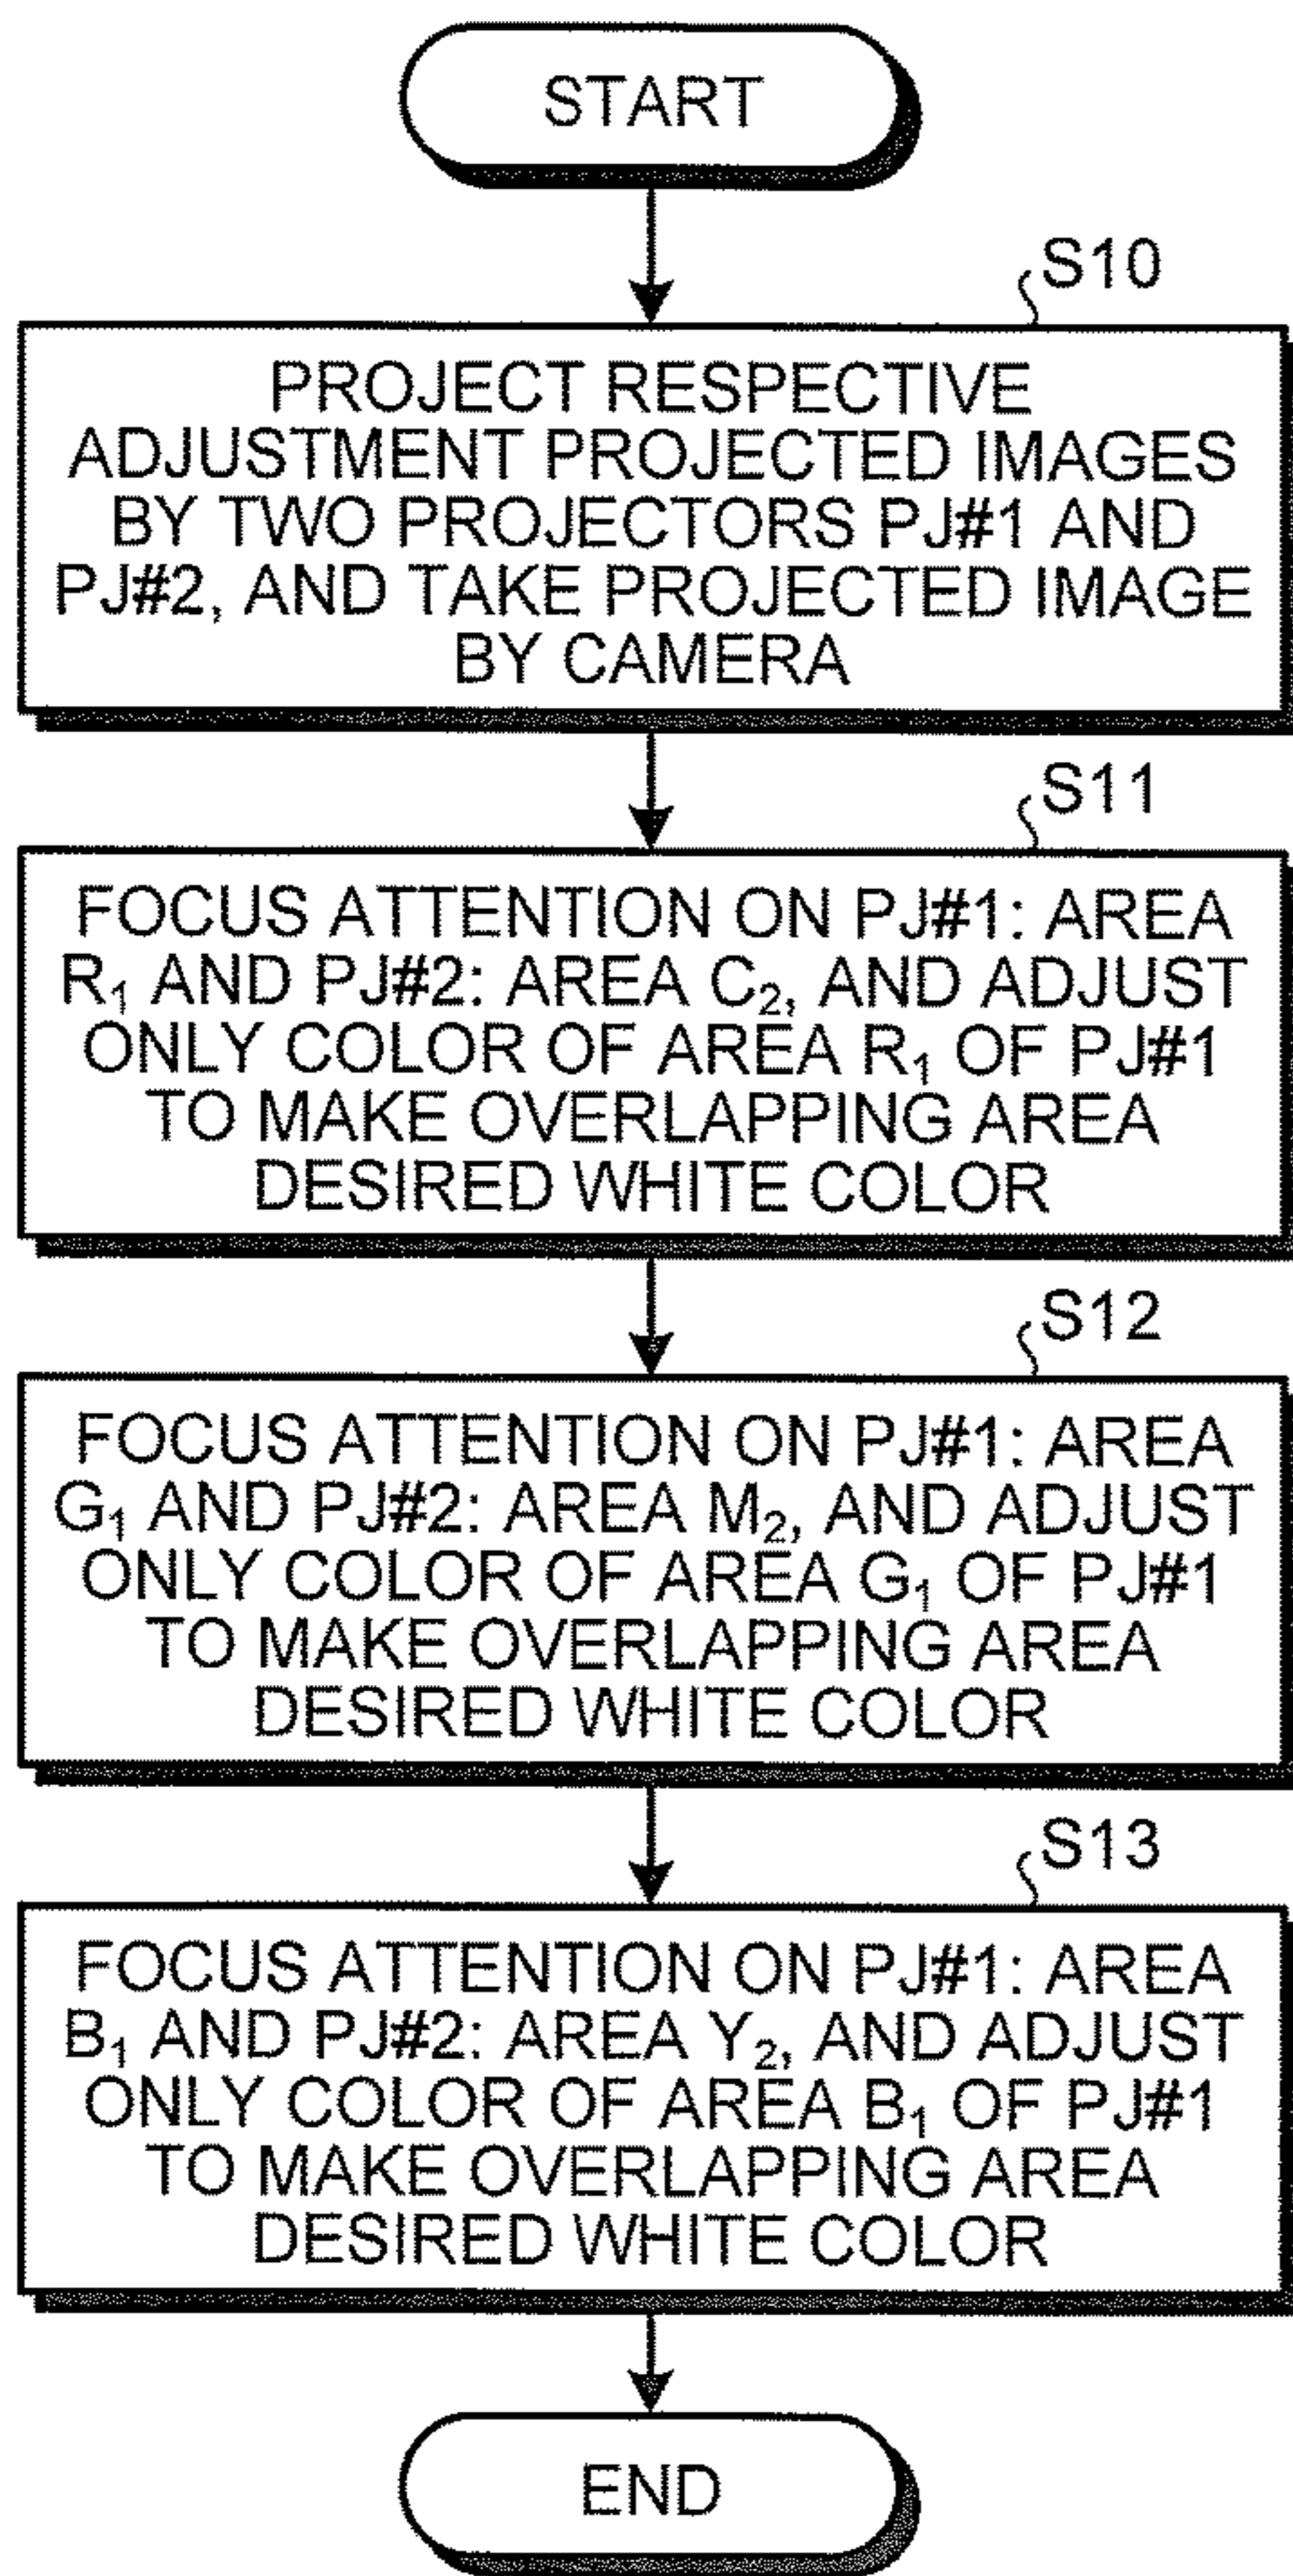 START
S10
PROJECT RESPECTIVE
ADJUSTMENT PROJECTED IMAGES
BY TWO PROJECTORS PJ#1 AND
PJ#2, AND TAKE PROJECTED IMAGE
BY CAMERA
S11
FOCUS ATTENTION ON PJ#1: AREA
R₁ AND PJ#2: AREA C₂, AND ADJUST
ONLY COLOR OF AREA R₁ OF PJ#1
TO MAKE OVERLAPPING AREA
DESIRED WHITE COLOR
S12
FOCUS ATTENTION ON PJ#1: AREA
G₁ AND PJ#2: AREA M₂, AND ADJUST
ONLY COLOR OF AREA G₁ OF PJ#1
TO MAKE OVERLAPPING AREA
DESIRED WHITE COLOR
S13
FOCUS ATTENTION ON PJ#1: AREA
B₁ AND PJ#2: AREA Y₂, AND ADJUST
ONLY COLOR OF AREA B₁ OF PJ#1
TO MAKE OVERLAPPING AREA
DESIRED WHITE COLOR
END